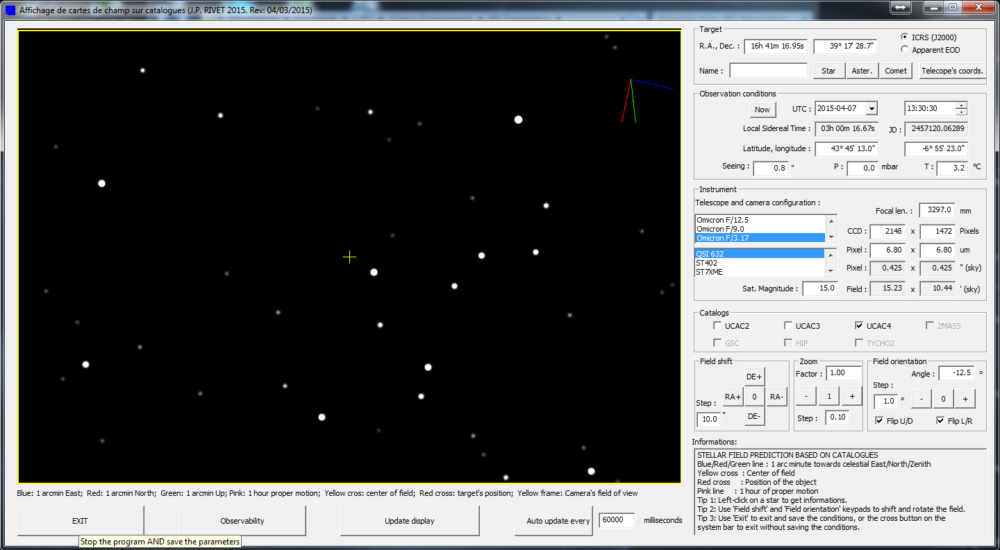 Affichage de cartes de champ sur catalogues (J.P. RIVET 2015. Rev: 04/03/2015)
Target
R.A., Dec. : 16h 41m 16.95s 39° 17' 28.7"
ICRS (J2000)
Apparent EOD
Name : Star Aster. Comet Telecope's coords.
Observation conditions
Now UTC : 2015-04-07 13:30:30
Local Sidereal Time : 03h 00m 16.67s JD : 2457120.06289
Latitude, longitude : 43° 45' 13.0" -6° 55' 23.0"
Seeing : 0.8 " P : 0.0 mbar T : 3.2 °C
Instrument
Telescope and camera configuration :
Focal len. : 3297.0 mm
Omicron F/12.5
Omicron F/9.0
Omicron F/3.17
CCD : 2148 x 1472 Pixels
Pixel : 6.80 x 6.80 um
QSI 632
ST402
ST7XME
Pixel : 0.425 x 0.425 " (sky)
Sat. Magnitude : 15.0 Field : 15.23 x 10.44 ' (sky)
Catalogs
UCAC2 UCAC3 UCAC4 2MASS
GSC HIP TYCHO2
Field shift
DE+
RA+ 0 RA-
Step :
10.0 "
DE-
Zoom
Factor : 1.00
- 1 +
Step : 0.10
Field orientation
Angle : -12.5 °
Step :
1.0 ° - 0 +
Flip U/D Flip L/R
Informations:
STELLAR FIELD PREDICTION BASED ON CATALOGUES
Blue/Red/Green line : 1 arc minute towards celestial East/North/Zenith
Yellow cross : Center of field
Red cross : Position of the object
Pink line : 1 hour of proper motion
Tip 1: Left-click on a star to get informations.
Tip 2: Use 'Field shift' and 'Field orientation' keypads to shift and rotate the field.
Tip 3: Use 'Exit' to exit and save the conditions, or the cross button on the
system bar to exit without saving the conditions.
Blue: 1 arcmin East; Red: 1 arcmin North; Green: 1 arcmin Up; Pink: 1 hour proper motion; Yellow cros: center of field; Red cross: target's position; Yellow frame: Camera's field of view
EXIT Observability Update display Auto update every 60000 milliseconds
Stop the program AND save the parameters